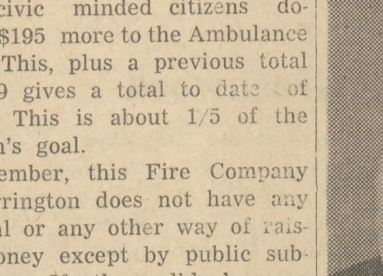 civic minded citizens do-
$195 more to the Ambulance
This, plus a previous total
9 gives a total to date of
This is about 1/5 of the
n's goal.
ember, this Fire Company
rrington does not have any
al or any other way of rais-
oney except by public sub-